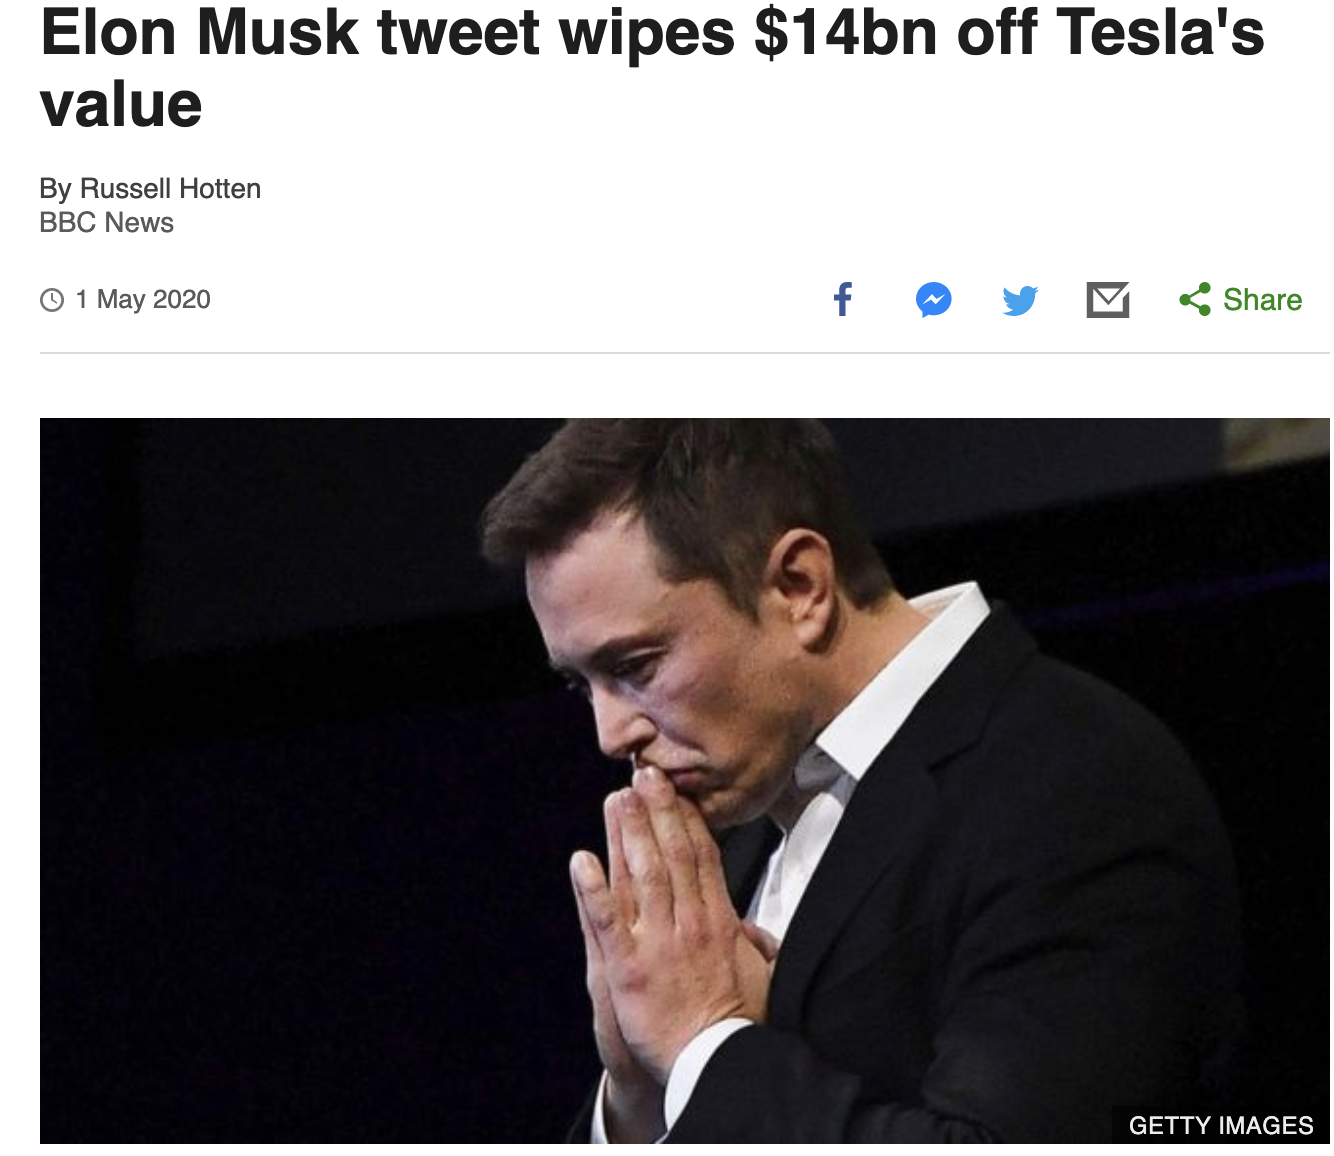 Elon Musk tweet wipes $14bn off Tesla's
value
By Russell Hotten
BBC News
1 May 2020
Share
GETTY IMAGES